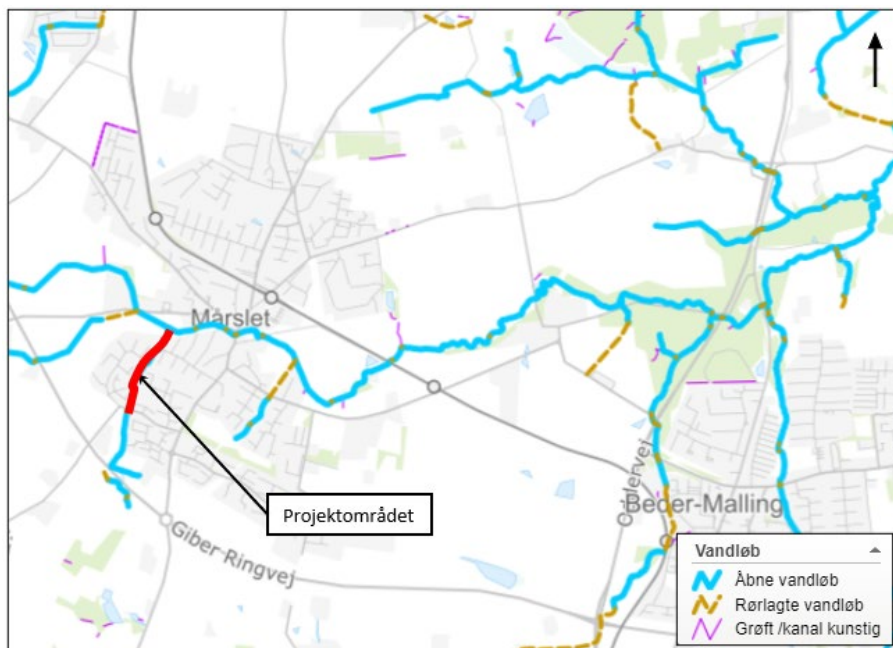 Mårslet
Projektområdet
Giber Ringvej
Oddervej
Beder-Malling
Vandløb
Åbne vandløb
Rørlagte vandløb
Grøft /kanal kunstig